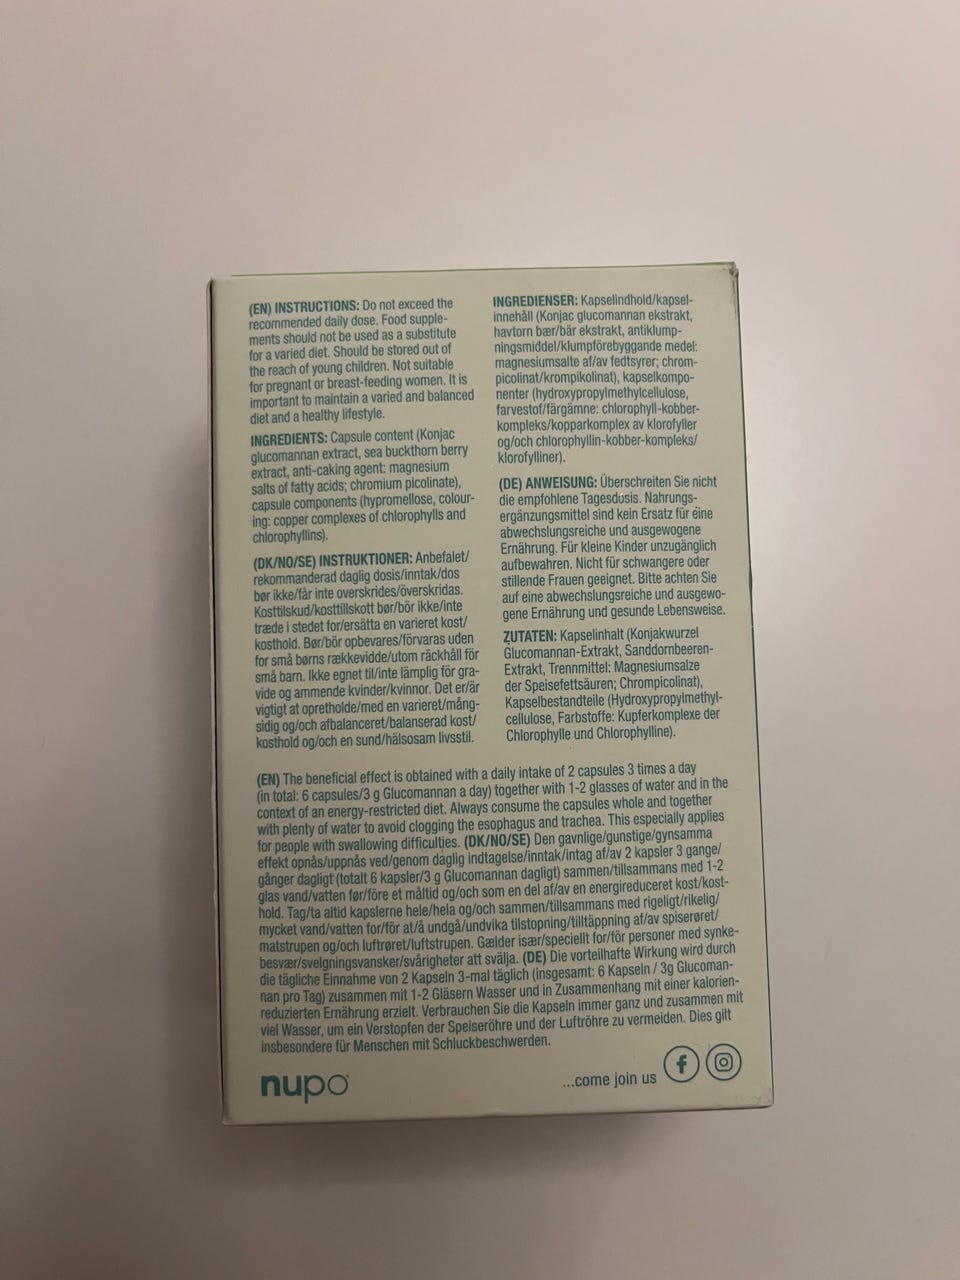 (EN) INSTRUCTIONS: Do not exceed the
recommended daily dose. Food supple-
ments should not be used as a substitute
for a varied diet. Should be stored out of
the reach of young children. Not suitable
for pregnant or breast-feeding women. It is
important to maintain a varied and balanced
diet and a healthy lifestyle.
INGREDIENTS: Capsule content (Konjac
glucomannan extract, sea buckthorn berry
extract, anti-caking agent: magnesium
salts of fatty acids; chromium picolinate),
capsule components (hypromellose, colour-
ing: copper complexes of chlorophylls and
chlorophyllins).
(DK/NO/SE) INSTRUKTIONER: Anbefalet/
rekommanderad daglig dosis/inntak/dos
bør ikke/får inte overskrides/överskridas.
Kosttilskud/kosttillskott bør/bör ikke/inte
træde i stedet for/ersätta en varieret kost/
kosthold. Bør/bör opbevares/förvaras uden
for små børns rækkevidde/utom räckhåll för
små barn. Ikke egnet til/inte lämplig för gra-
vide og ammende kvinder/kvinnor. Det er/är
vigtigt at opretholde/med en varieret/mång-
sidig og/och afbalanceret/balanserad kost/
kosthold og/och en sund/hälsosam livsstil.
INGREDIENSER: Kapselindhold/kapsel-
innehåll (Konjac glucomannan ekstrakt,
havtorn bær/bär ekstrakt, antiklump-
ningsmiddel/klumpförebyggande medel:
magnesiumsalte af/av fedtsyrer; chrom-
picolinat/krompikolinat), kapselkompo-
nenter (hydroxypropylmethylcellulose,
farvestof/färgämne: chlorophyll-kobber-
kompleks/kopparkomplex av klorofyller
og/och chlorophyllin-kobber-kompleks/
klorofylliner).
(DE) ANWEISUNG: Überschreiten Sie nicht
die empfohlene Tagesdusis. Nahrungs-
ergänzungsmittel sind kein Ersatz für eine
abwechslungsreiche und ausgewogene
Ernährung. Für kleine Kinder unzugänglich
aufbewahren. Nicht für schwangere oder
stillende Frauen geeignet. Bitte achten Sie
auf eine abwechslungsreiche und ausgewo-
gene Ernährung und gesunde Lebensweise.
ZUTATEN: Kapselinhalt (Konjakwurzel
Glucomannan-Extrakt, Sanddornbeeren-
Extrakt, Trennmittel: Magnesiumsalze
der Speisefettsäuren; Chrompicolinat),
Kapselbestandteile (Hydroxypropylmethyl-
cellulose, Farbstoffe: Kupferkomplexe der
Chlorophylle und Chlorophylline).
(EN) The beneficial effect is obtained with a daily intake of 2 capsules 3 times a day
(in total: 6 capsules/3 g Glucomannan a day) together with 1-2 glasses of water and in the
context of an energy-restricted diet. Always consume the capsules whole and together
with plenty of water to avoid clogging the esophagus and trachea. This especially applies
for people with swallowing difficulties. (DK/NO/SE) Den gavnlige/gunstige/gynsamma
effekt opnås/uppnås ved/genom daglig indtagelse/inntak/intag af/av 2 kapsler 3 gange/
gånger dagligt (totalt 6 kapsler/3 g Glucomannan dagligt) sammen/tillsammans med 1-2
glas vand/vatten før/före et måltid og/och som en del af/av en energireduceret kost/kost-
hold. Tag/ta altid kapslerne hele/hela og/och sammen/tillsammans med rigeligt/rikelig/
mycket vand/vatten for/för at/å undgå/undvika tilstopning/tilltäppning af/av spiserøret/
matstrupen og/och luftrøret/luftstrupen. Gælder især/speciellt for/för personer med synke-
besvær/svelgningsvansker/svårigheter att svälja. (DE) Die vorteilhafte Wirkung wird durch
die tägliche Einnahme von 2 Kapseln 3-mal täglich (insgesamt: 6 Kapseln / 3g Glucoman-
nan pro Tag) zusammen mit 1-2 Gläsern Wasser und in Zusammenhang mit einer kalorien-
reduzierten Ernährung erzielt. Verbrauchen Sie die Kapseln immer ganz und zusammen mit
viel Wasser, um ein Verstopfen der Speiseröhre und der Luftröhre zu vermeiden. Dies gilt
insbesondere für Menschen mit Schluckbeschwerden.
nupo
...come join us